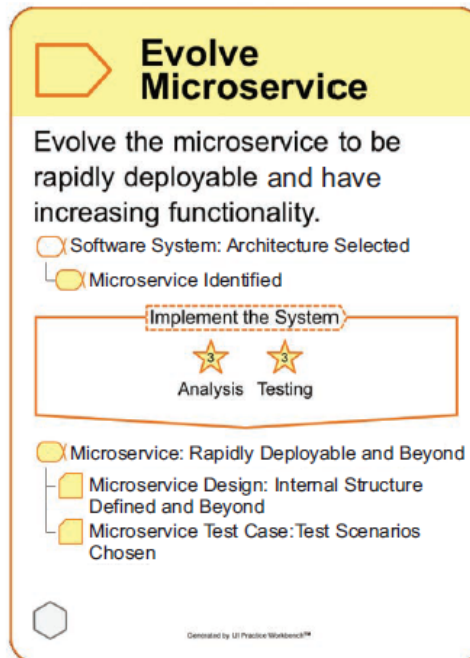 Evolve
Microservice
Evolve the microservice to be
rapidly deployable and have
increasing functionality.
Software System: Architecture Selected
Microservice Identified
Implement the System
3 3
Analysis Testing
Microservice: Rapidly Deployable and Beyond
Microservice Design: Internal Structure
Defined and Beyond
Microservice Test Case:Test Scenarios
Chosen
Generated by UI Practice Workbench™